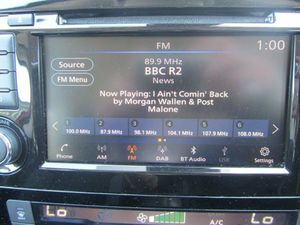 FM
1:00
Source
89.9 MHz
BBC R2
FM Menu
News
Now Playing: I Ain't Comin' Back
by Morgan Wallen & Post
Malone
1 2 3 4 5 6
100.0 MHz 87.9 MHz 98.1 MHz 104.1 MHz 107.9 MHz 108.0 MHz
Phone AM FM DAB BT Audio USB Settings
Lo A/C Lo